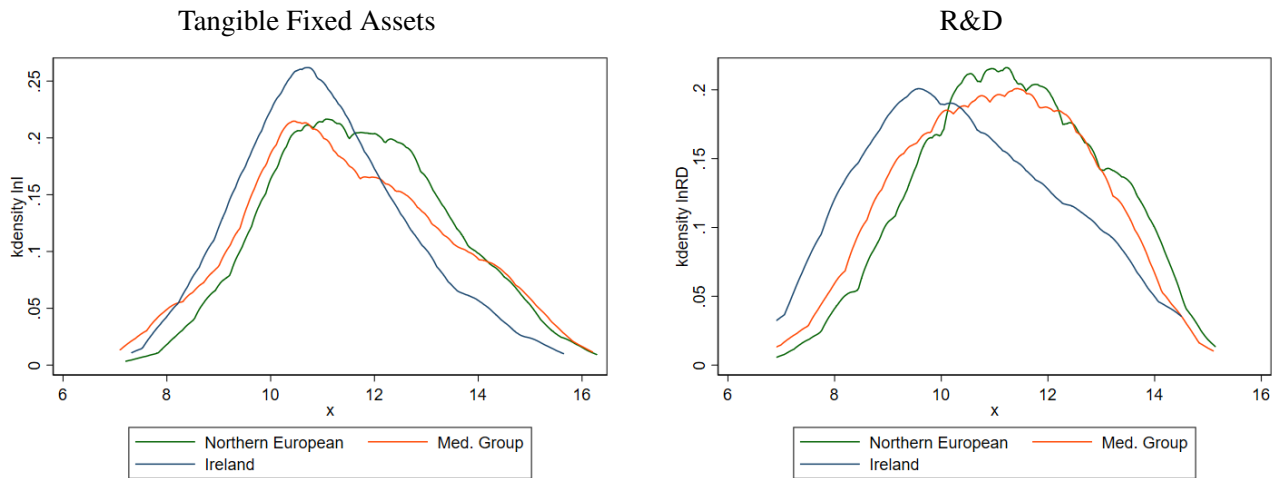 Tangible Fixed Assets
R&D
kdensity lnI
0 .05 .1 .15 .2 .25
6 8 10 12 14 16
x
Northern European Med. Group
Ireland
kdensity lnRD
0 .05 .1 .15 .2
6 8 10 12 14 16
x
Northern European Med. Group
Ireland